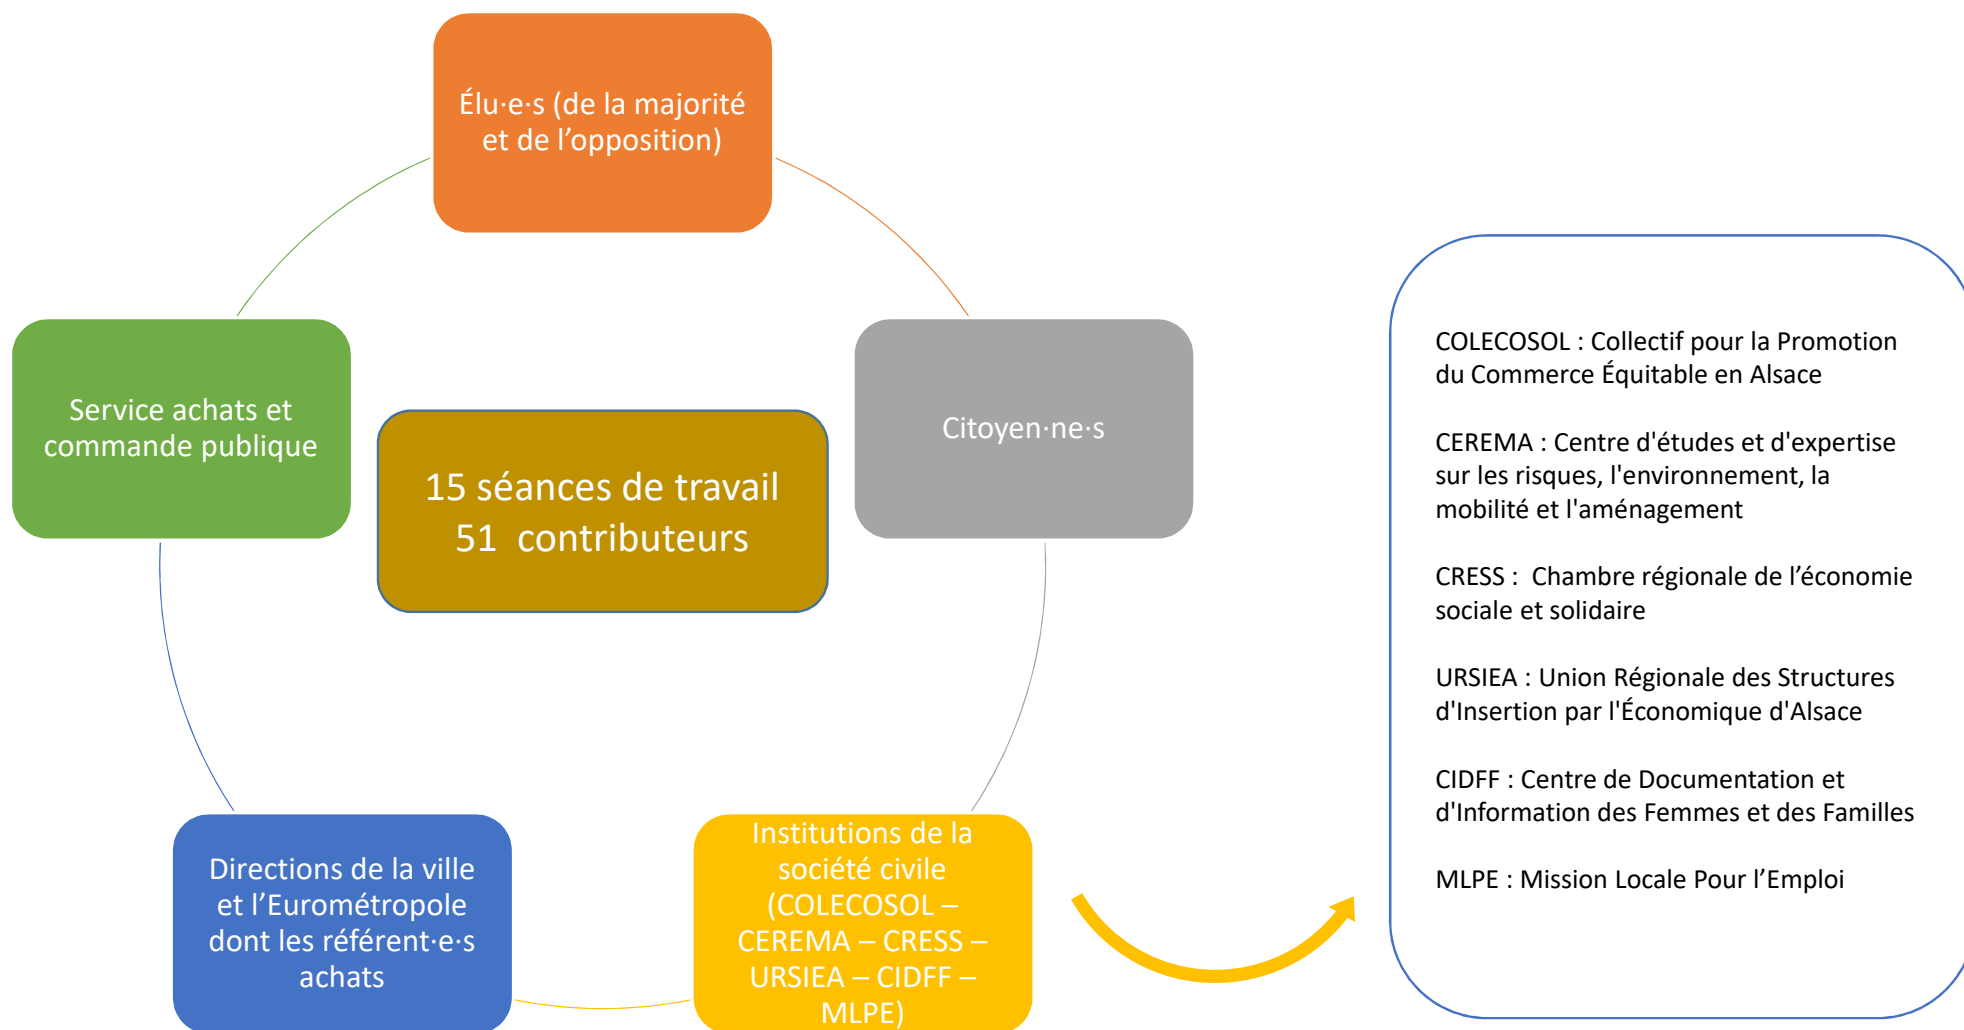 Élu·e·s (de la majorité
et de l’opposition)
Service achats et
commande publique
Citoyen·ne·s
15 séances de travail
51  contributeurs
Directions de la ville
et l’Eurométropole
dont les référent·e·s
achats
Institutions de la
société civile
(COLECOSOL –
CEREMA – CRESS –
URSIEA – CIDFF –
MLPE)
COLECOSOL : Collectif pour la Promotion
du Commerce Équitable en Alsace
CEREMA : Centre d'études et d'expertise
sur les risques, l'environnement, la
mobilité et l'aménagement
CRESS :  Chambre régionale de l’économie
sociale et solidaire
URSIEA : Union Régionale des Structures
d'Insertion par l'Économique d'Alsace
CIDFF : Centre de Documentation et
d'Information des Femmes et des Familles
MLPE : Mission Locale Pour l’Emploi